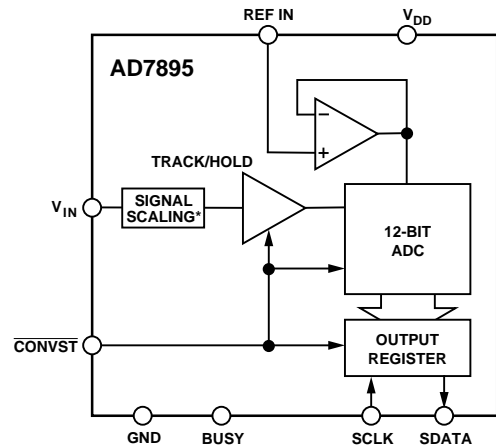 REF IN
VDD
AD7895
−
+
TRACK/HOLD
VIN
SIGNAL
SCALING*
12-BIT
ADC
CONVST
OUTPUT
REGISTER
GND
BUSY
SCLK
SDATA